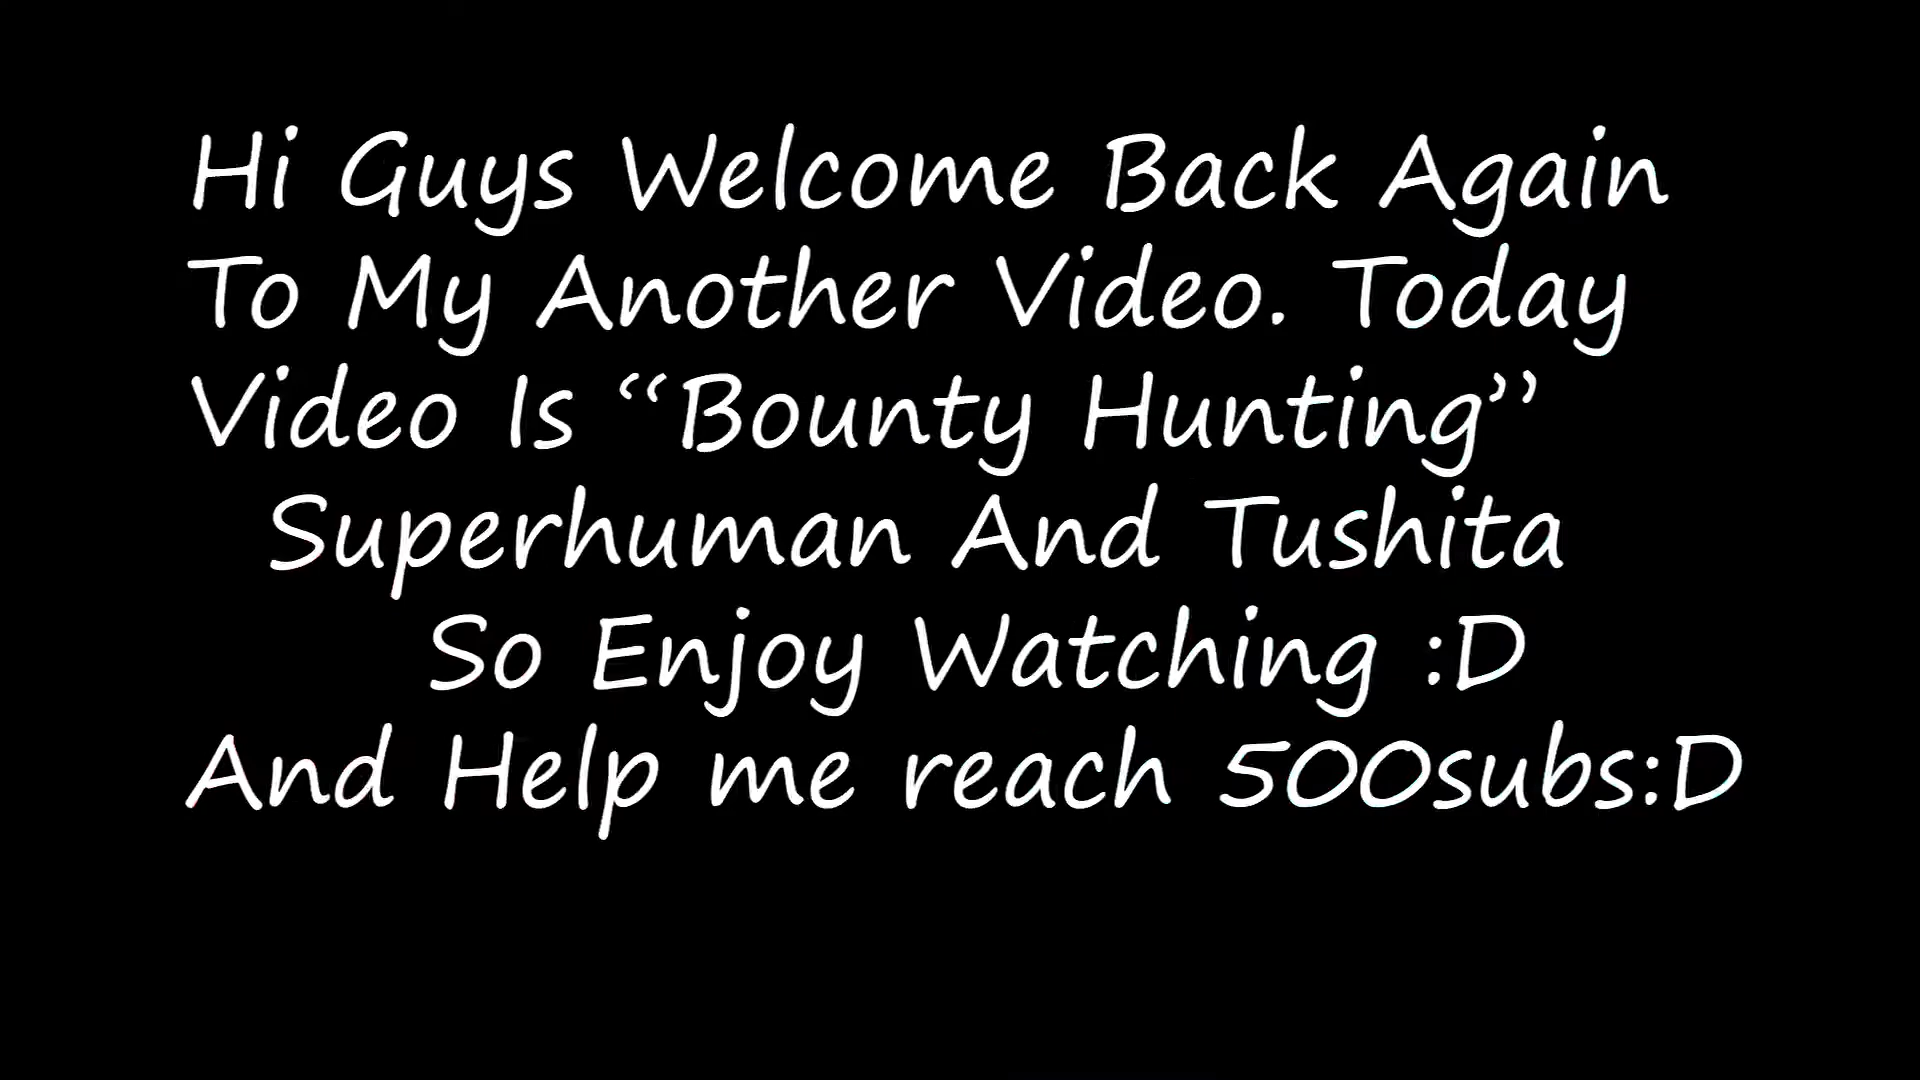 Hi Guys Welcome Back Again
To My Another Video. Today
Video Is “Bounty Hunting”
Superhuman And Tushita
So Enjoy Watching :D
And Help me reach 500subs:D